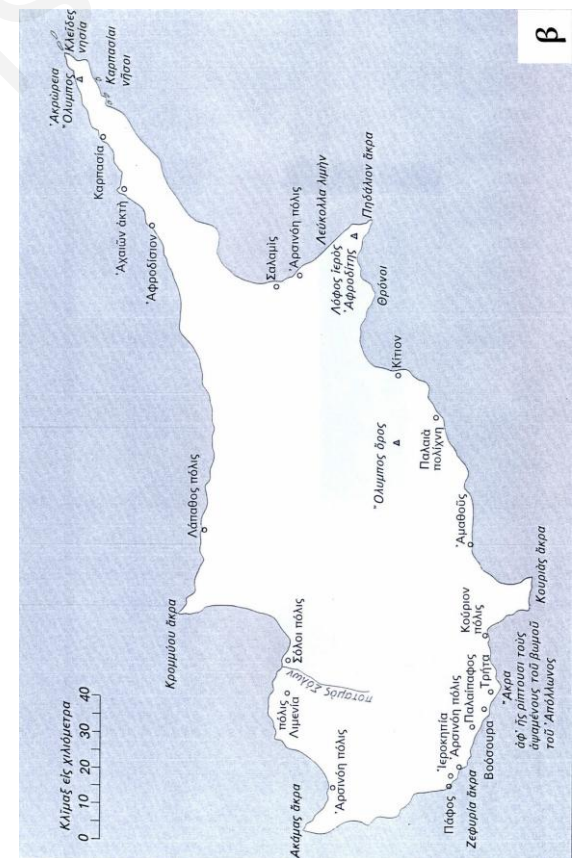 β
Κλίμαξ εἰς χιλιόμετρα
0 10 20 30 40
Ἀκάμας ἄκρα
Ἀρσινόη πόλις
Λιμενία
πόλις
Σόλοι πόλις
ποταμὸς Σόλων
Κρομμύου ἄκρα
Λάπαθος πόλις
Ἀφροδίσιον
Ἀχαιῶν ἀκτή
Καρπασία
Ἀκρώρεια
Ὄλυμπος
Κλεῖδες
νησία
Καρπασίαι
νῆσοι
Σαλαμίς
Ἀρσινόη πόλις
Λεύκολλα λιμήν
Λόφος ἱερὸς
Ἀφροδίτης
Πηδάλιον ἄκρα
Θρόνοι
Κίτιον
Ὄλυμπος ὄρος
Παλαιὰ
πολίχνη
Ἀμαθοῦς
Κουριὰς ἄκρα
Κούριον
πόλις
Τρῆτα
Βοόσουρα
Παλαίπαφος
Ἀρσινόη πόλις
Ἱεροκηπία
Πάφος
Ζεφυρία ἄκρα
Ἄκρα
ἀφ' ἧς ῥίπτουσι τοὺς
ἁψαμένους τοῦ βωμοῦ
τοῦ Ἀπόλλωνος